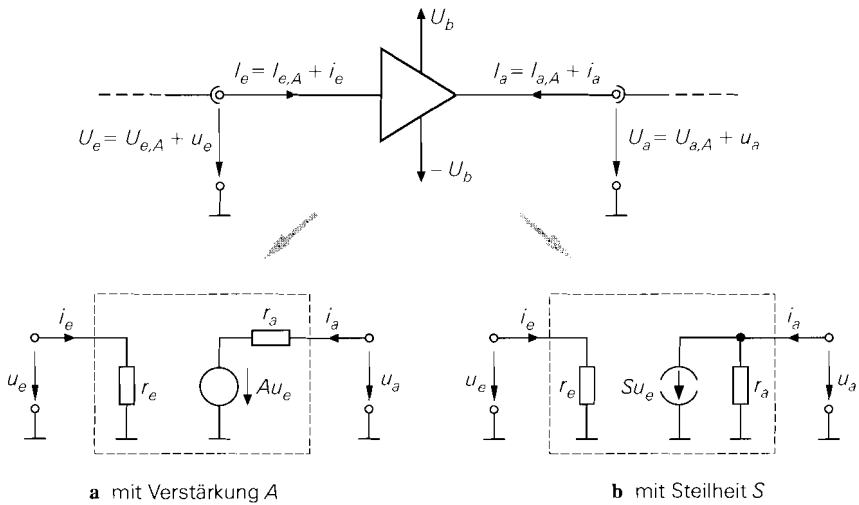 U_b
I_e = I_{e,A} + i_e
I_a = I_{a,A} + i_a
U_e = U_{e,A} + u_e
U_a = U_{a,A} + u_a
– U_b
i_e
r_a
i_a
u_e
r_e
Au_e
u_a
i_e
i_a
u_e
r_e
Su_e
r_a
u_a
a mit Verstärkung A
b mit Steilheit S